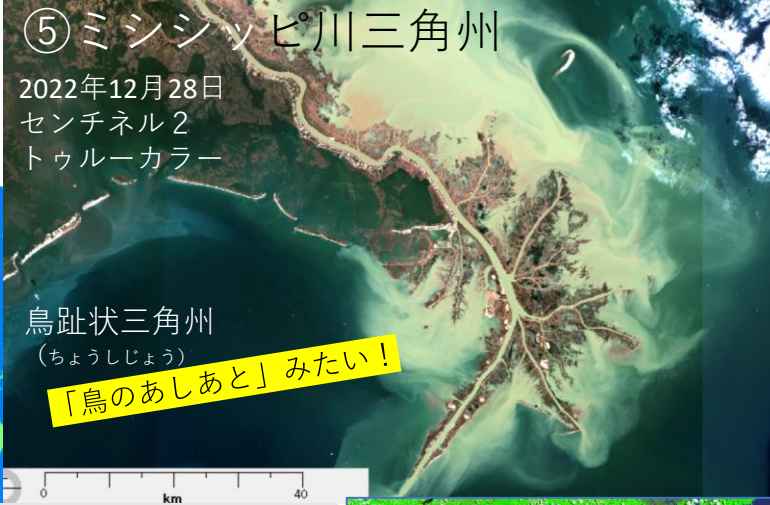 ⑤ミシシッピ川三角州
2022年12月28日
センチネル２
トゥルーカラー
鳥趾状三角州
（ちょうしじょう）
「鳥のあしあと」みたい！
0 40
km